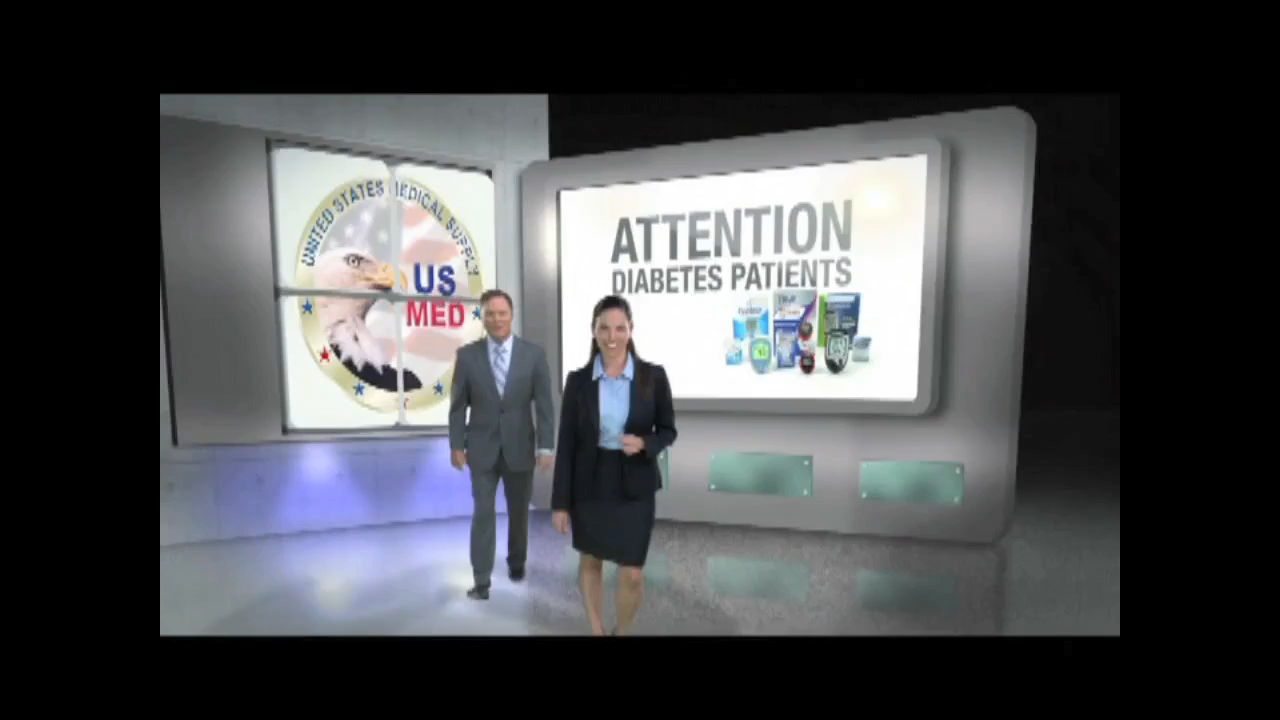 UNITED STATES MEDICAL SUPPLY
US
MED
ATTENTION
DIABETES PATIENTS